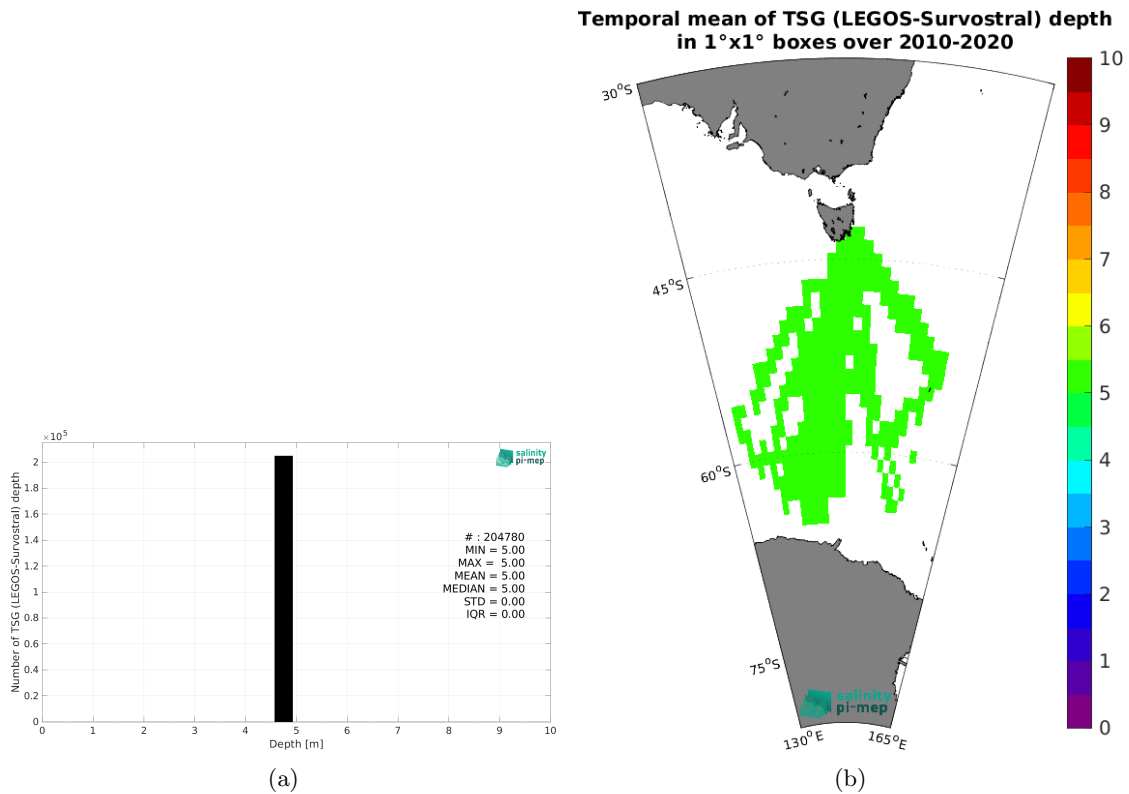 Temporal mean of TSG (LEGOS-Survostral) depth
in 1°x1° boxes over 2010-2020
30°S
45°S
60°S
75°S
130°E
165°E
10
9
8
7
6
5
4
3
2
1
0
salinity
pi-mep
(b)
×10^5
Number of TSG (LEGOS-Survostral) depth
2
1.8
1.6
1.4
1.2
1
0.8
0.6
0.4
0.2
0
0 1 2 3 4 5 6 7 8 9 10
Depth [m]
salinity
pi-mep
# : 204780
MIN = 5.00
MAX = 5.00
MEAN = 5.00
MEDIAN = 5.00
STD = 0.00
IQR = 0.00
(a)